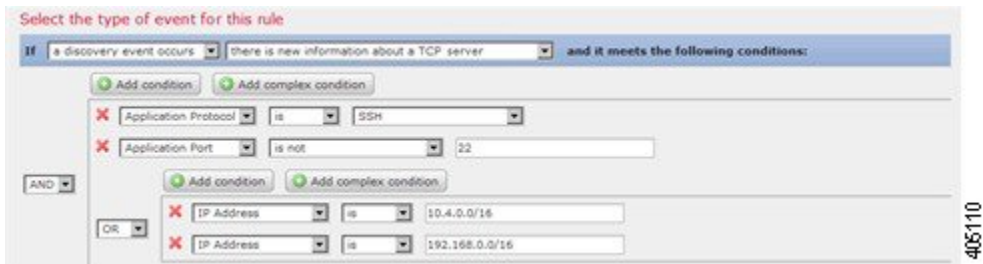 Select the type of event for this rule
If a discovery event occurs there is new information about a TCP server and it meets the following conditions:
Add condition Add complex condition
Application Protocol is SSH
Application Port is not 22
AND
Add condition Add complex condition
OR
IP Address is 10.4.0.0/16
IP Address is 192.168.0.0/16
405110